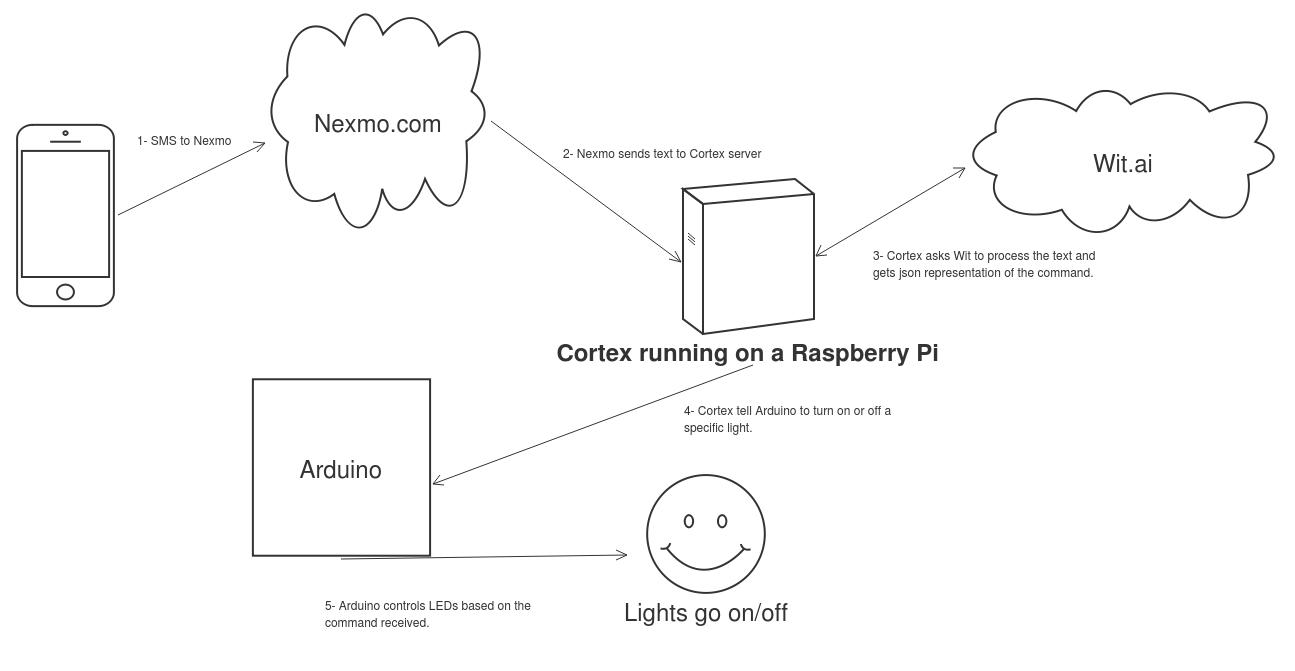 1- SMS to Nexmo
Nexmo.com
2- Nexmo sends text to Cortex server
Wit.ai
3- Cortex asks Wit to process the text and
gets json representation of the command.
Cortex running on a Raspberry Pi
4- Cortex tell Arduino to turn on or off a
specific light.
Arduino
5- Arduino controls LEDs based on the
command received.
Lights go on/off